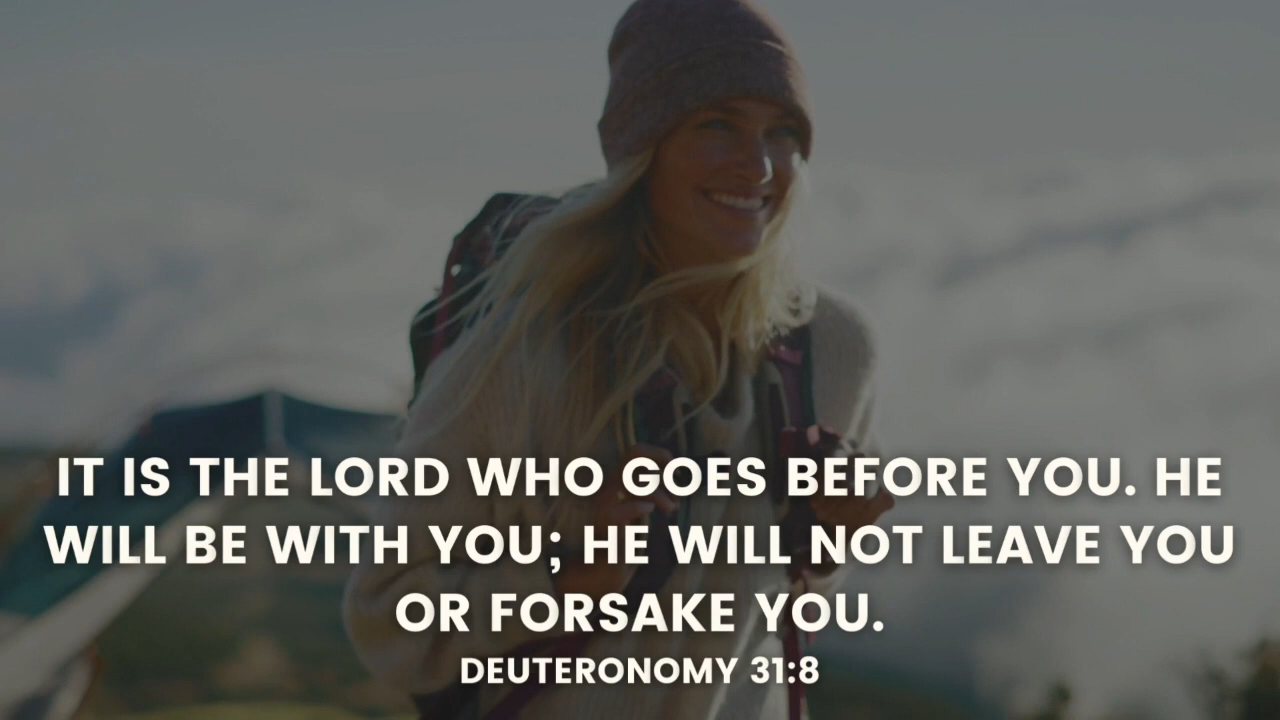 IT IS THE LORD WHO GOES BEFORE YOU. HE
WILL BE WITH YOU; HE WILL NOT LEAVE YOU
OR FORSAKE YOU.
DEUTERONOMY 31:8